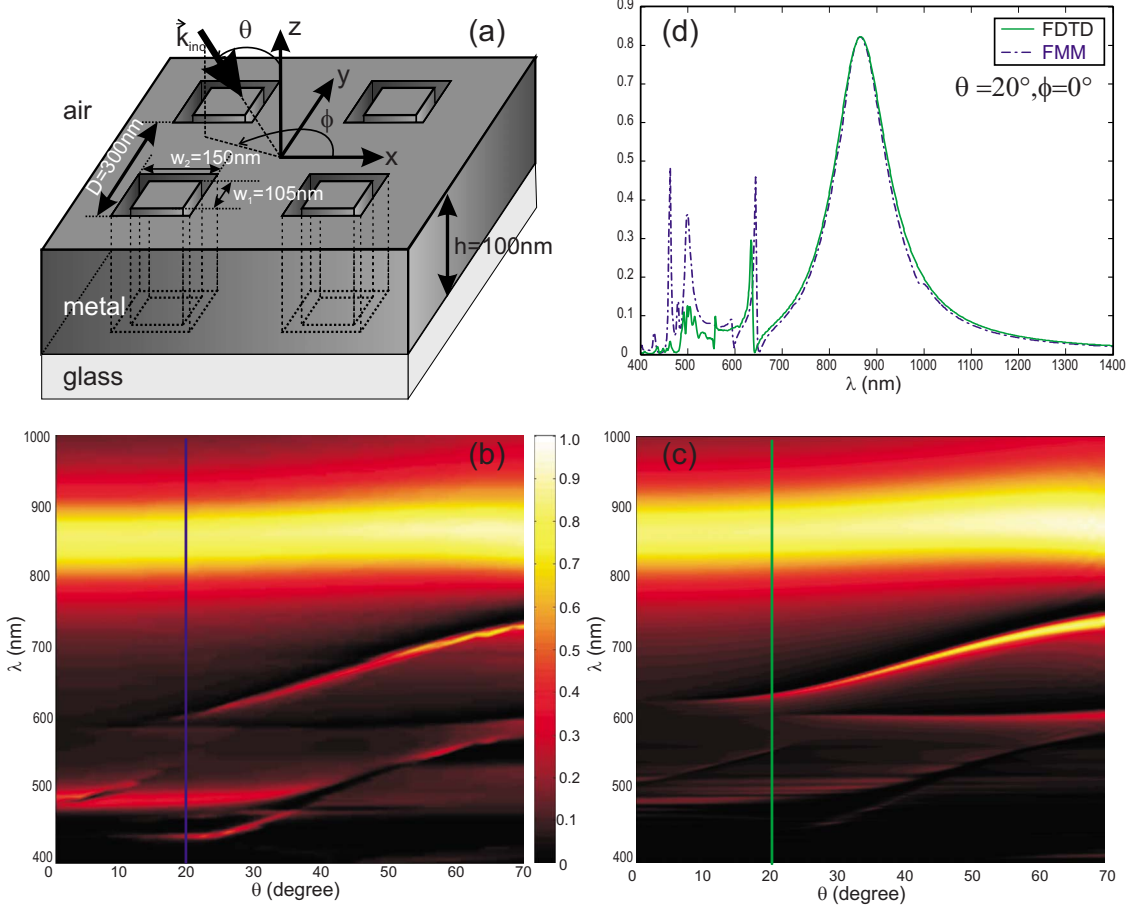 (a)
k⃗inc
θ
z
y
air
ϕ
x
D=300nm
w₂=150nm
w₁=105nm
h=100nm
metal
glass
(d)
FDTD
FMM
θ =20°,ϕ=0°
0.9
0.8
0.7
0.6
0.5
0.4
0.3
0.2
0.1
0
400 500 600 700 800 900 1000 1100 1200 1300 1400
λ (nm)
(b)
1000
900
800
700
600
500
400
λ (nm)
0 10 20 30 40 50 60 70
θ (degree)
1.0
0.9
0.8
0.7
0.6
0.5
0.4
0.3
0.2
0.1
0
(c)
1000
900
800
700
600
500
400
λ (nm)
0 10 20 30 40 50 60 70
θ (degree)